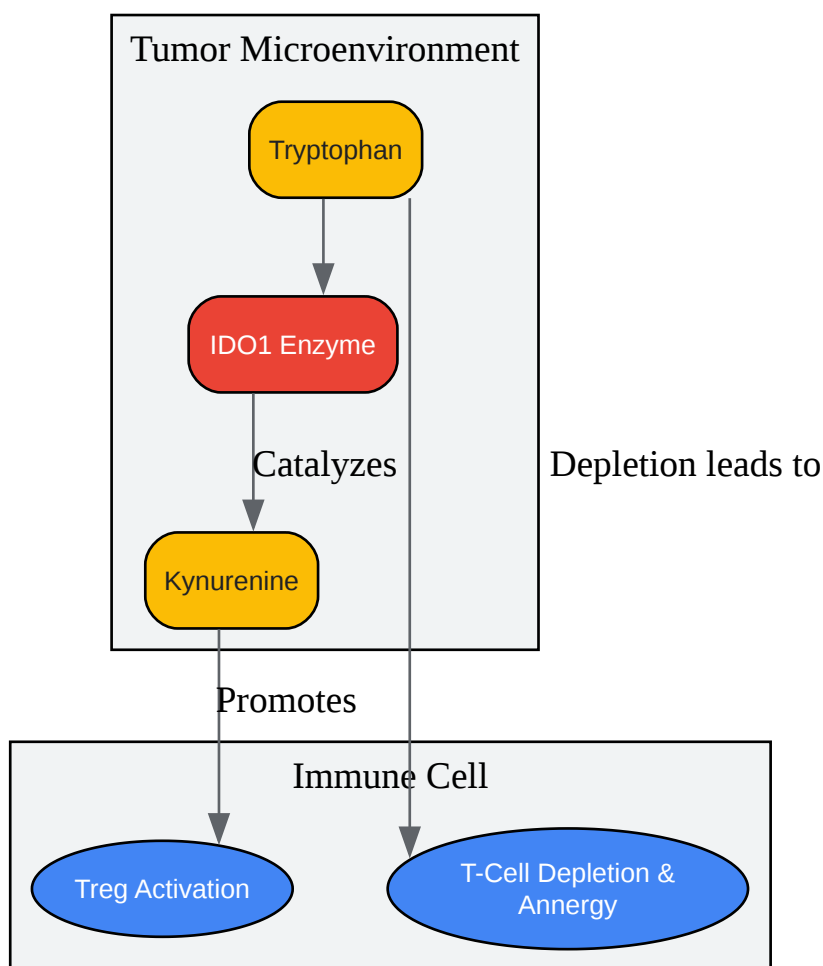 Tumor Microenvironment
Tryptophan
IDO1 Enzyme
Catalyzes
Depletion leads to
Kynurenine
Promotes
Immune Cell
Treg Activation
T-Cell Depletion &
Annergy